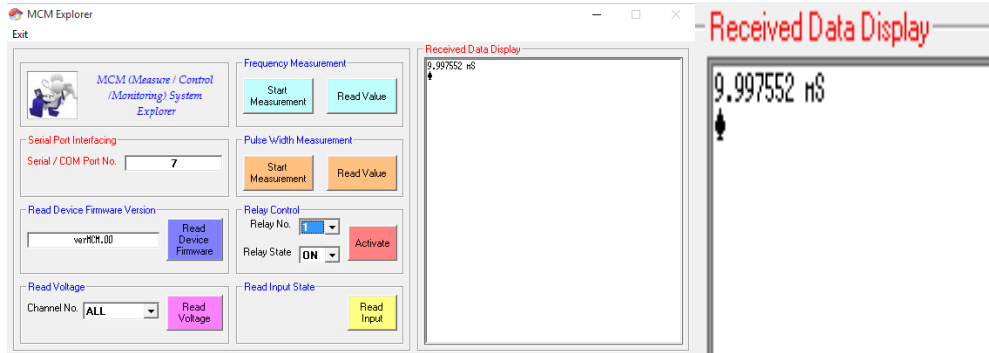 MCM Explorer
Exit
MCM (Measure / Control
/Monitoring) System
Explorer
Serial Port Interfacing
Serial / COM Port No.
7
Read Device Firmware Version
verMCM.00
Read
Device
Firmware
Read Voltage
Channel No.
ALL
Read
Voltage
Frequency Measurement
Start
Measurement
Read Value
Pulse Width Measurement
Start
Measurement
Read Value
Relay Control
Relay No.
1
Relay State
ON
Activate
Read Input State
Read
Input
Received Data Display
9.997552 mS
Received Data Display
9.997552 mS